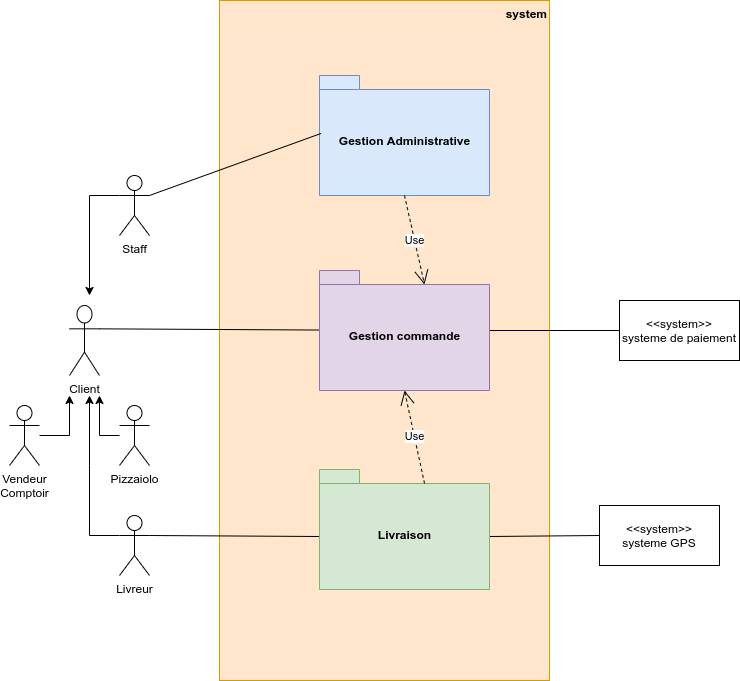 system
Gestion Administrative
Staff
Use
<<system>>
systeme de paiement
Gestion commande
Client
Use
Vendeur
Comptoir
Pizzaiolo
Livraison
<<system>>
systeme GPS
Livreur